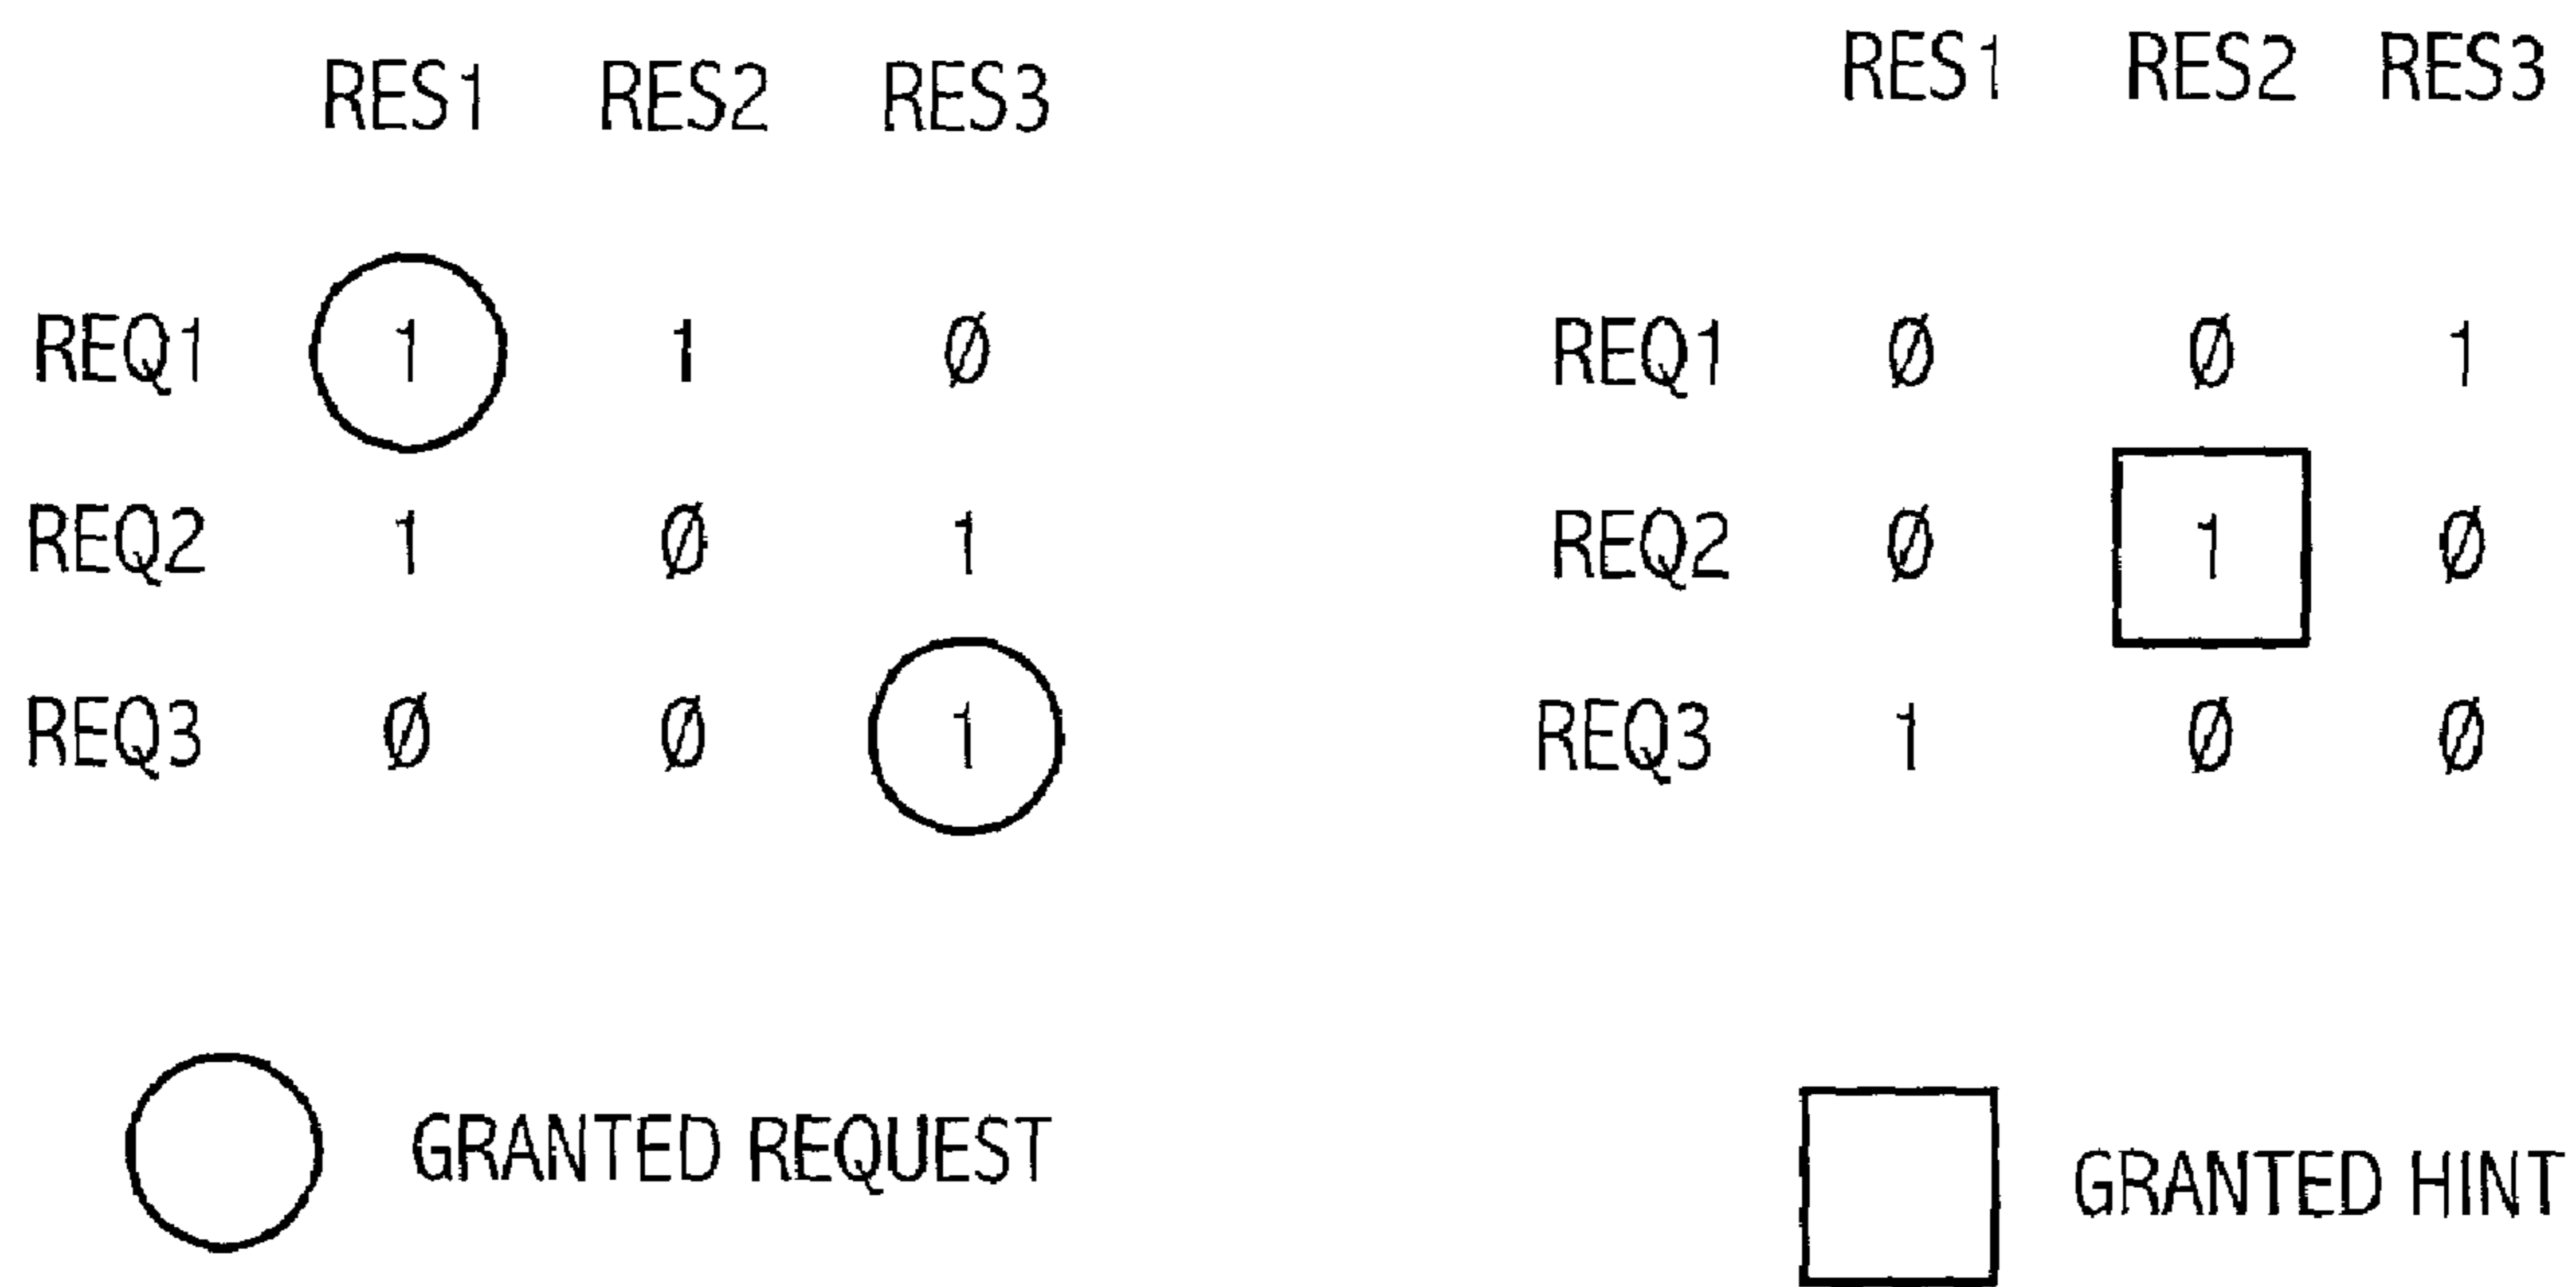 RES1 RES2 RES3
REQ1 1 1 Ø
REQ2 1 Ø 1
REQ3 Ø Ø 1
GRANTED REQUEST
RES1 RES2 RES3
REQ1 Ø Ø 1
REQ2 Ø 1 Ø
REQ3 1 Ø Ø
GRANTED HINT